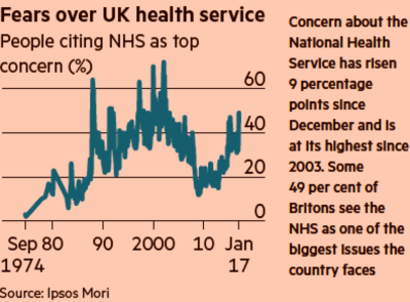 Fears over UK health service
People citing NHS as top
concern (%)
60
40
20
0
Sep 80 90 2000 10 Jan
1974 17
Source: Ipsos Mori
Concern about the
National Health
Service has risen
9 percentage
points since
December and is
at its highest since
2003. Some
49 per cent of
Britons see the
NHS as one of the
biggest issues the
country faces